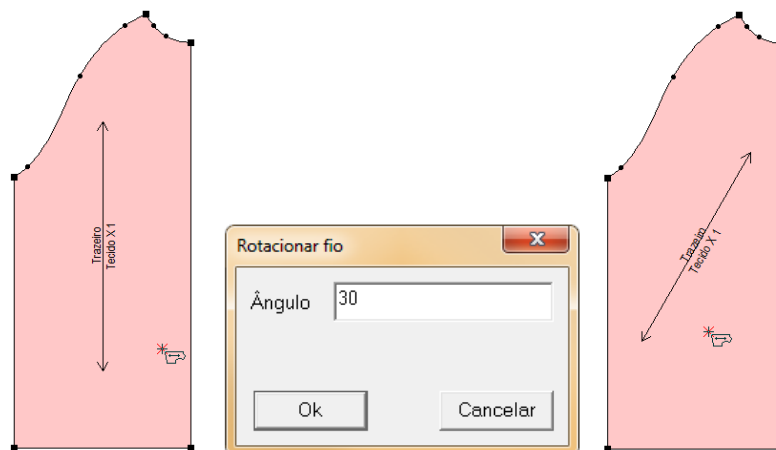 Trazeiro
Tecido X 1
Rotacionar fio
Ângulo
30
Ok
Cancelar
Trazeiro
Tecido X 1